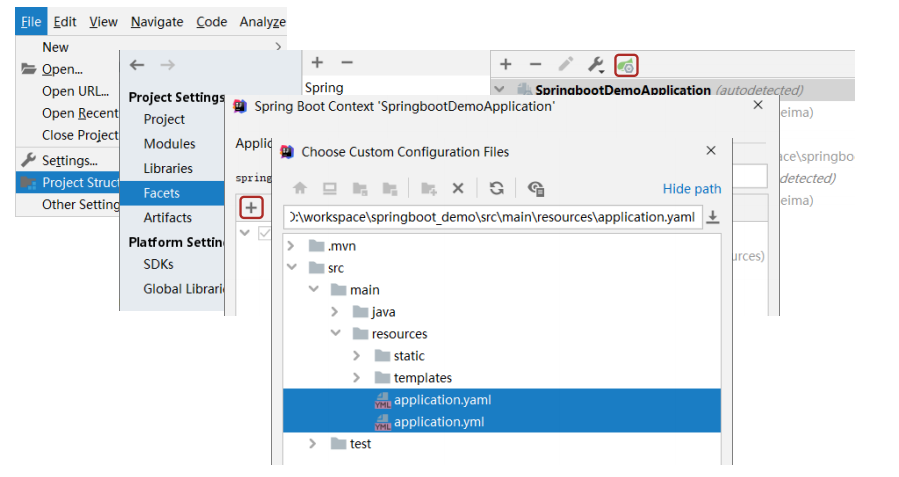 File Edit View Navigate Code Analyze
New
Open...
Open URL...
Open Recent
Close Project
Settings...
Project Struc
Other Setting
Project Settings
Project
Modules
Libraries
Facets
Artifacts
Platform Settin
SDKs
Global Librari
Spring
SpringbootDemoApplication (autodetected)
eima)
ace\springbo
detected)
eima)
urces)
Spring Boot Context 'SpringbootDemoApplication'
Applic
spring
Choose Custom Configuration Files
Hide path
D:\workspace\springboot_demo\src\main\resources\application.yaml
.mvn
src
main
java
resources
static
templates
YML application.yaml
YML application.yml
test